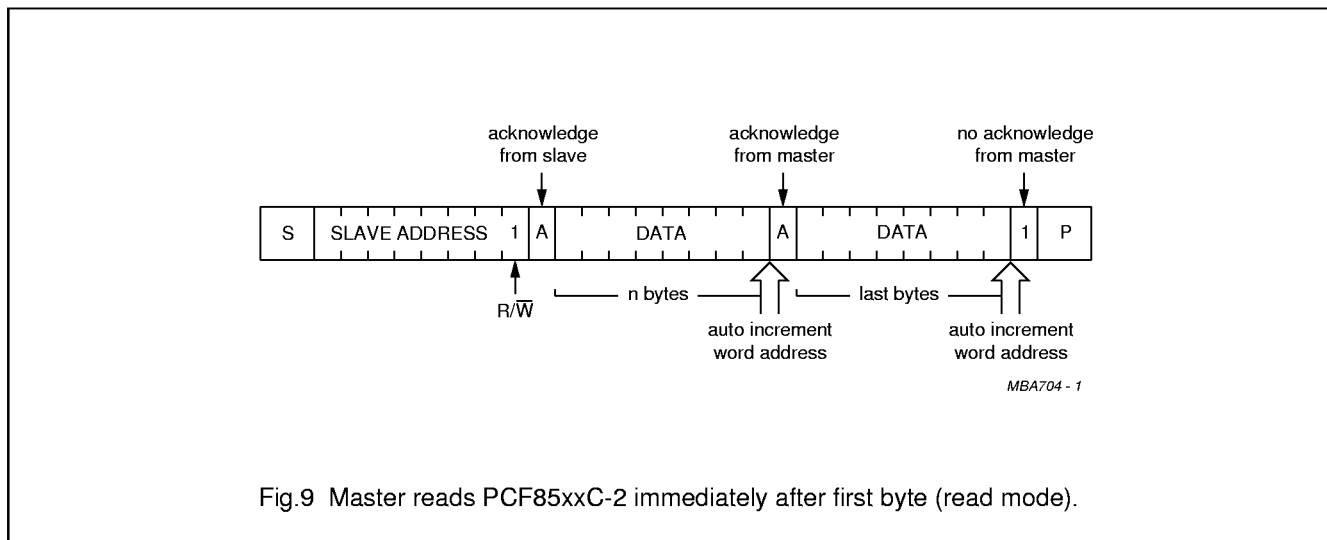 acknowledge
from slave
acknowledge
from master
no acknowledge
from master
S SLAVE ADDRESS 1 A DATA A DATA 1 P
R/W̅
n bytes
last bytes
auto increment
word address
auto increment
word address
MBA704 - 1
Fig.9 Master reads PCF85xxC-2 immediately after first byte (read mode).